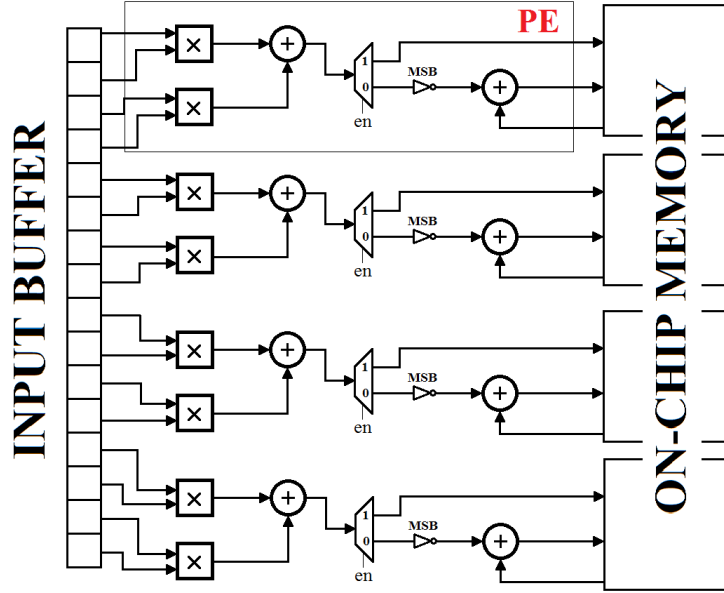 INPUT BUFFER
PE
×
+
1
0
en
MSB
+
×
×
+
1
0
en
MSB
+
×
×
+
1
0
en
MSB
+
×
×
+
1
0
en
MSB
+
×
ON-CHIP MEMORY